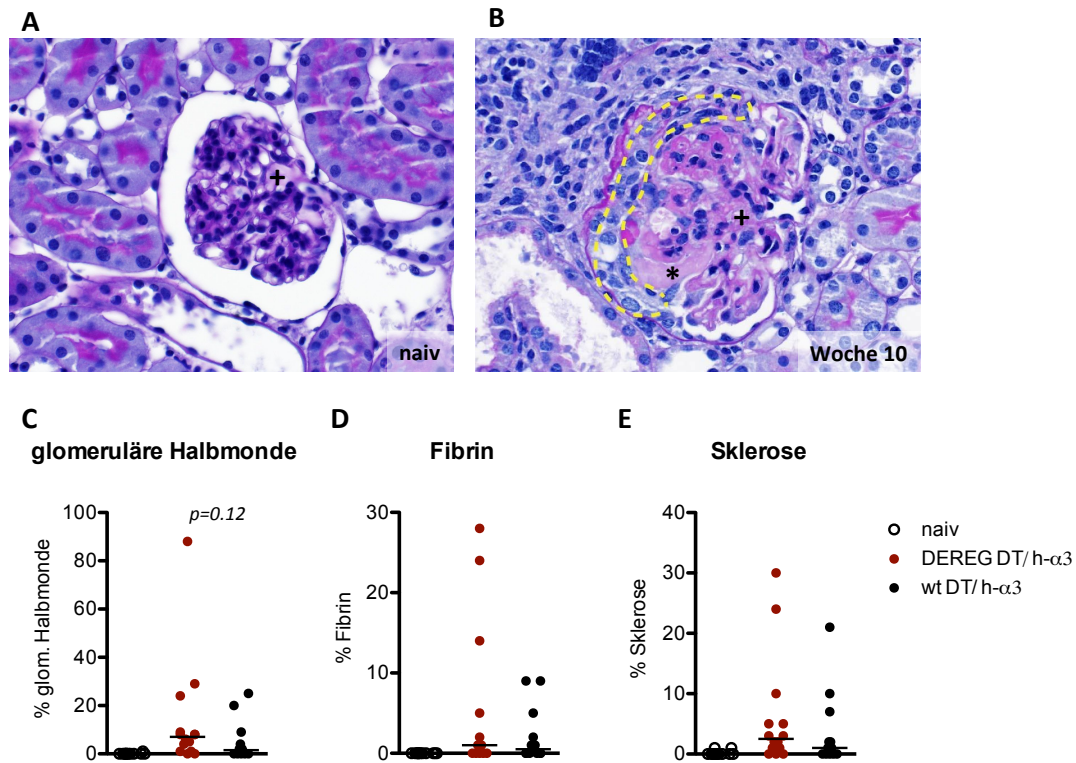 A
B
+
naiv
+
*
Woche 10
C
D
E
glomeruläre Halbmonde
Fibrin
Sklerose
p=0.12
% glom. Halbmonde
100
80
60
40
20
0
% Fibrin
30
20
10
0
% Sklerose
40
30
20
10
0
naiv
DEREG DT/ h-α3
wt DT/ h-α3